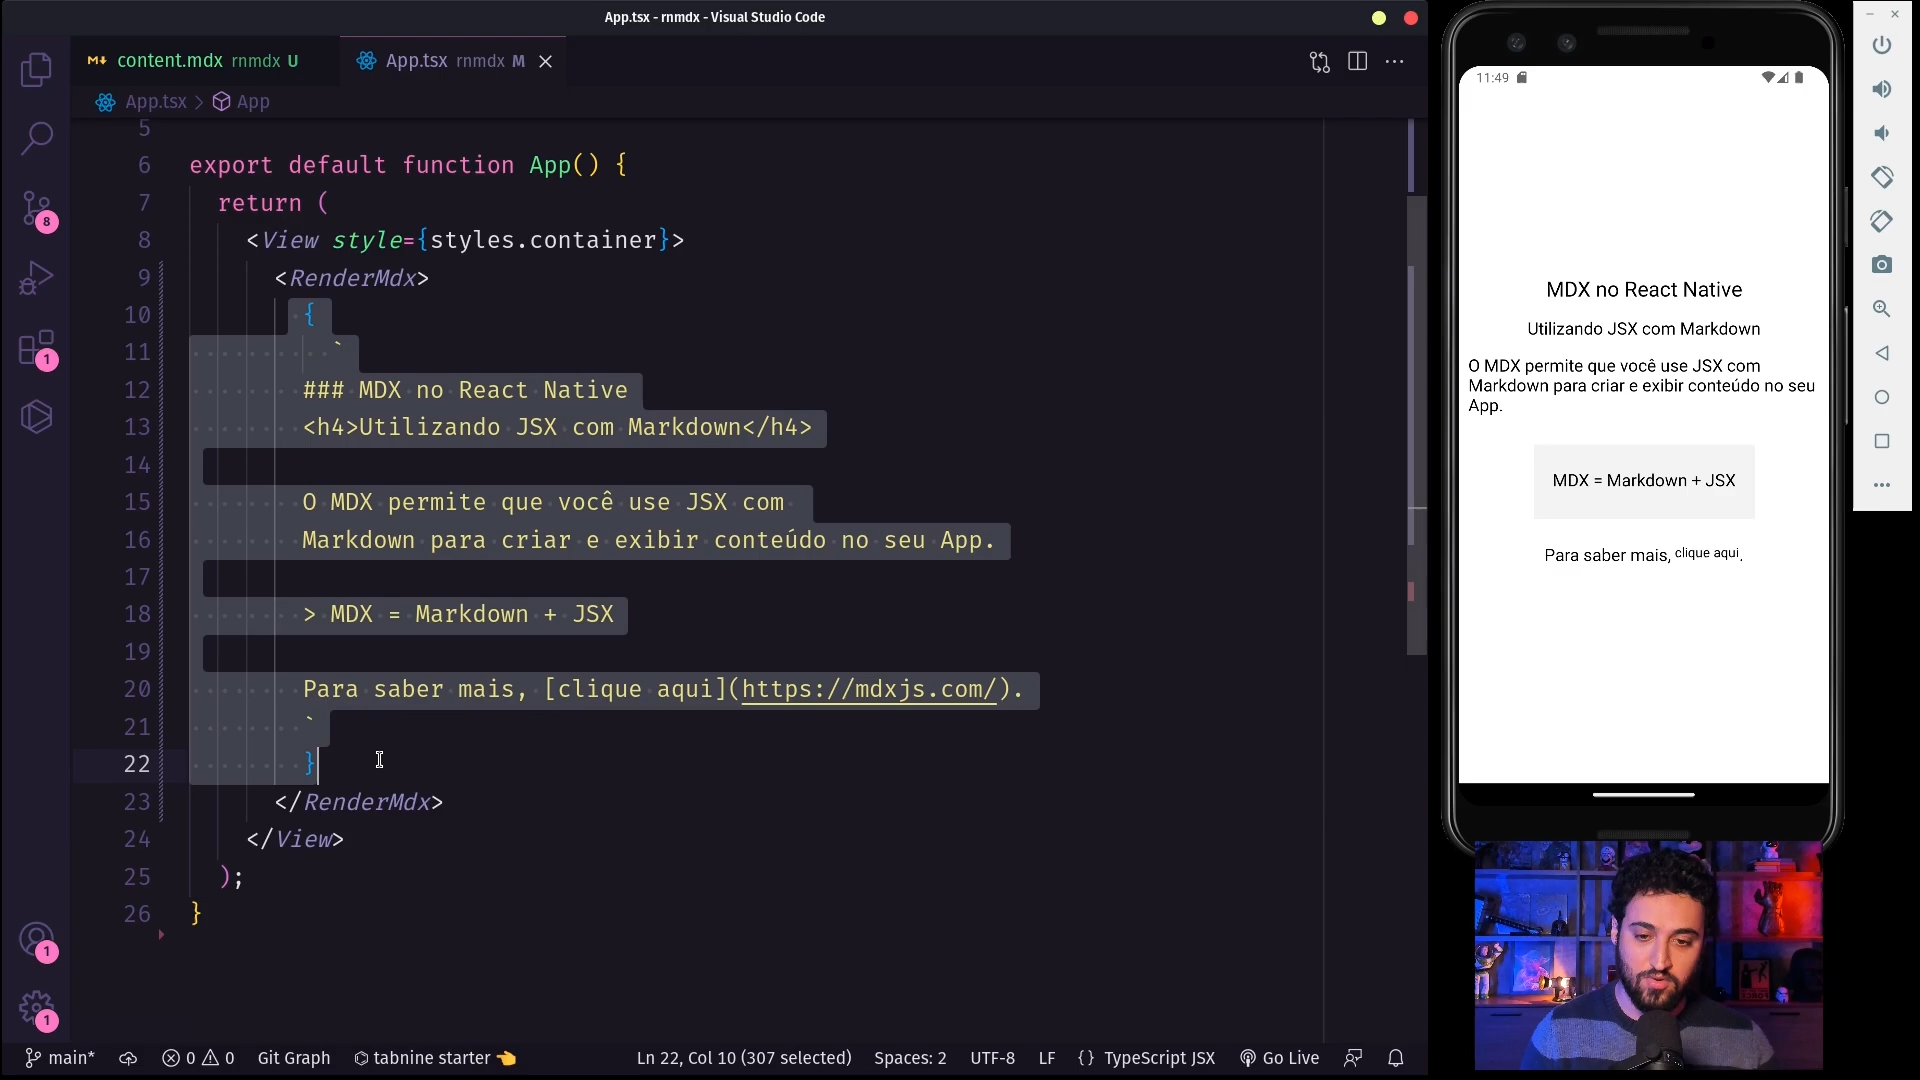 App.tsx - rnmdx - Visual Studio Code
content.mdx rnmdx U
App.tsx rnmdx M
App.tsx > App
5
6 export default function App() {
7 return (
8 <View style={styles.container}>
9 <RenderMdx>
10 {
11 `
12 ### MDX no React Native
13 <h4>Utilizando JSX com Markdown</h4>
14
15 O MDX permite que você use JSX com
16 Markdown para criar e exibir conteúdo no seu App.
17
18 > MDX = Markdown + JSX
19
20 Para saber mais, [clique aqui](https://mdxjs.com/).
21 `
22 }
23 </RenderMdx>
24 </View>
25 );
26 }
8
1
1
1
main* 0 0 Git Graph tabnine starter Ln 22, Col 10 (307 selected) Spaces: 2 UTF-8 LF {} TypeScript JSX Go Live
11:49
MDX no React Native
Utilizando JSX com Markdown
O MDX permite que você use JSX com
Markdown para criar e exibir conteúdo no seu
App.
MDX = Markdown + JSX
Para saber mais, clique aqui.